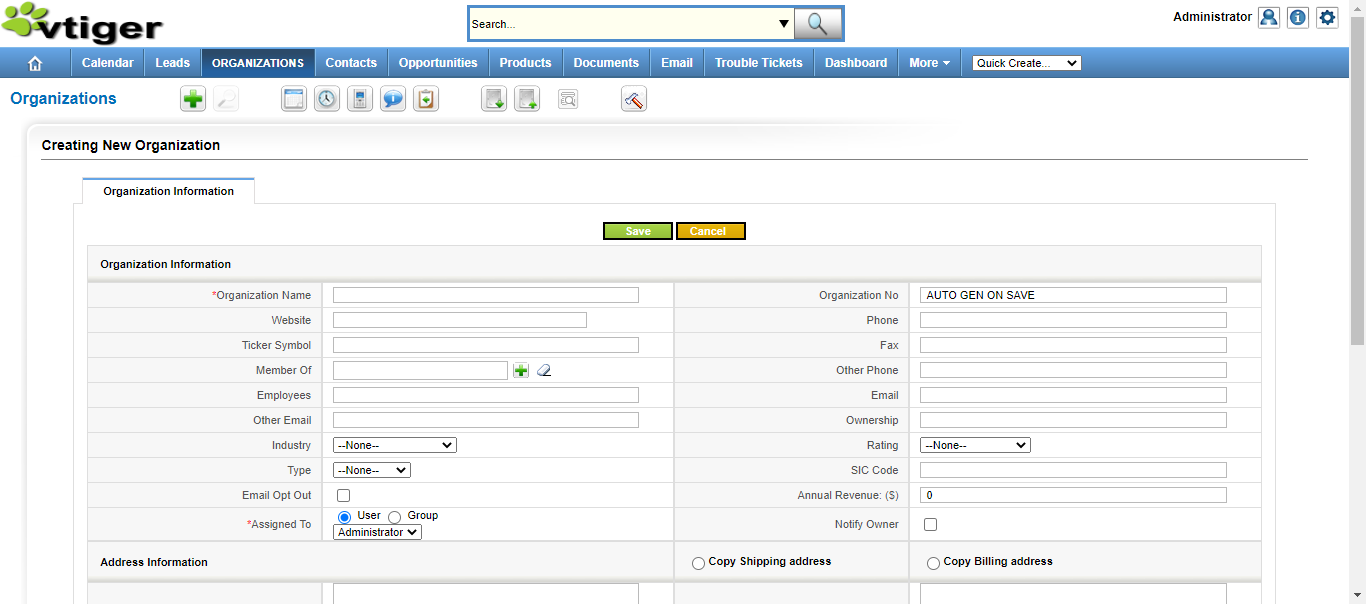 vtiger
Search...
Administrator
Calendar Leads ORGANIZATIONS Contacts Opportunities Products Documents Email Trouble Tickets Dashboard More Quick Create...
Organizations
Creating New Organization
Organization Information
Save Cancel
Organization Information
*Organization Name Organization No AUTO GEN ON SAVE
Website Phone
Ticker Symbol Fax
Member Of Other Phone
Employees Email
Other Email Ownership
Industry --None-- Rating --None--
Type --None-- SIC Code
Email Opt Out Annual Revenue: ($) 0
*Assigned To User Group Notify Owner
Administrator
Address Information Copy Shipping address Copy Billing address